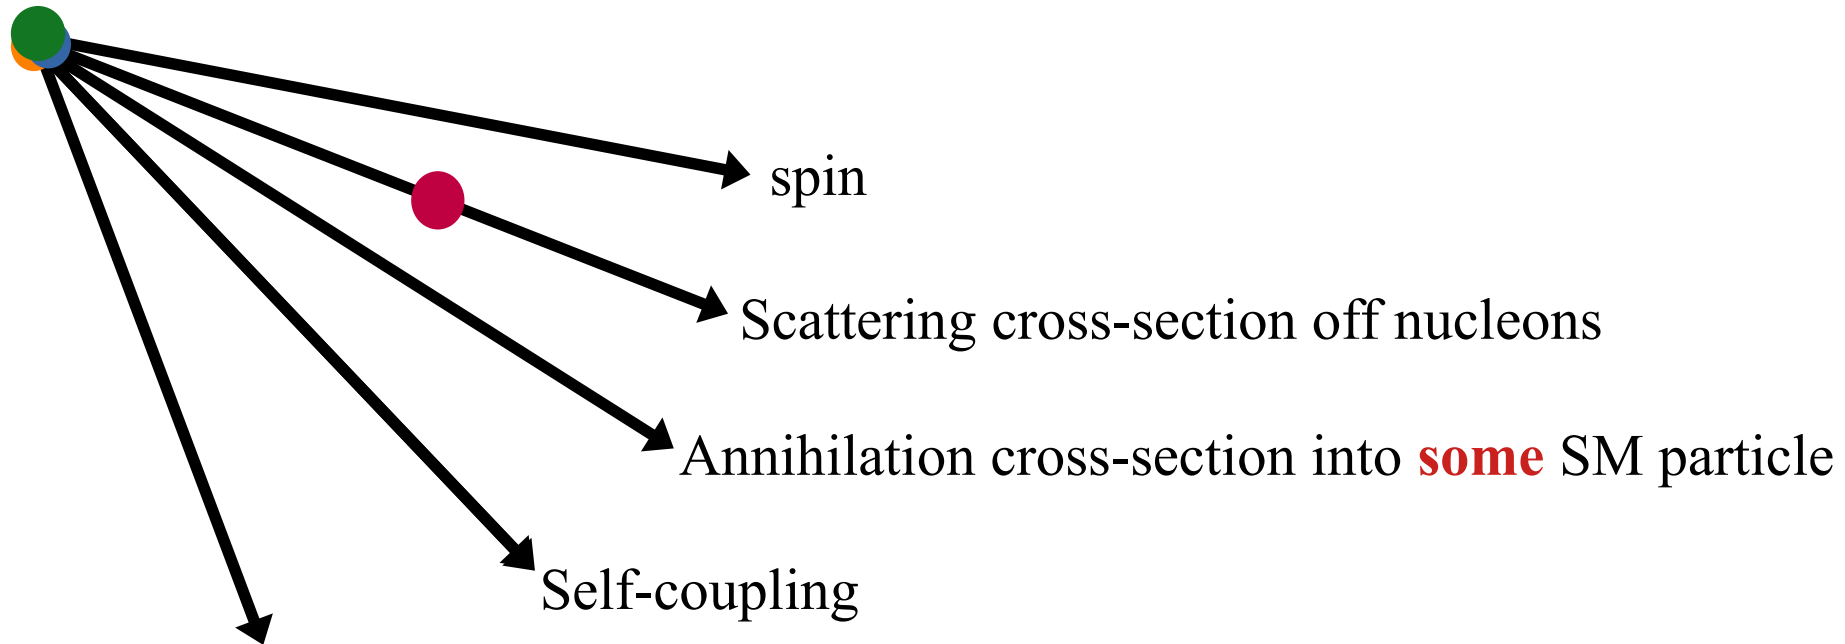 spin
Scattering cross-section off nucleons
Annihilation cross-section into some SM particle
Self-coupling